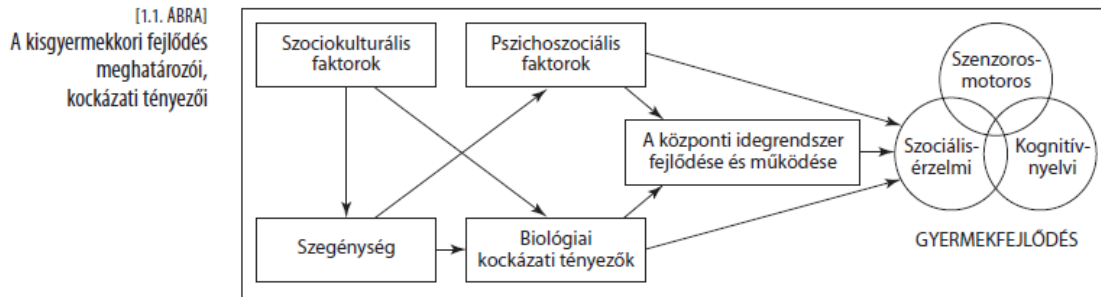 [1.1. ÁBRA]
A kisgyermekkori fejlődés
meghatározói,
kockázati tényezői
Szociokulturális
faktorok
Pszichoszociális
faktorok
Szenzoros-
motoros
A központi idegrendszer
fejlődése és működése
Szociális-
érzelmi
Kognitív-
nyelvi
Szegénység
Biológiai
kockázati tényezők
GYERMEKFEJLŐDÉS